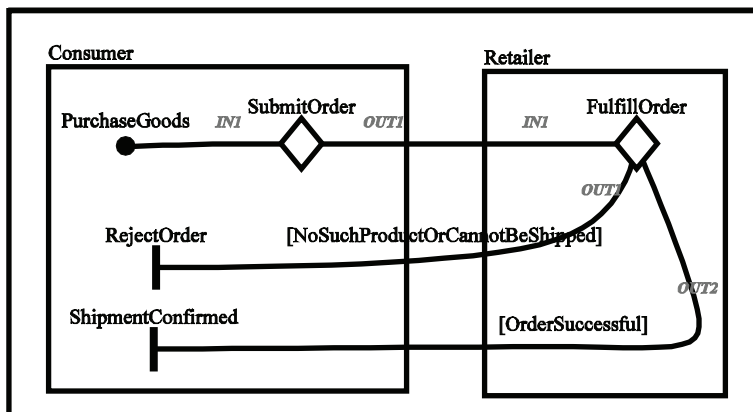 Consumer
Retailer
SubmitOrder
FulfillOrder
PurchaseGoods
IN1
OUT1
IN1
OUT1
RejectOrder
[NoSuchProductOrCannotBeShipped]
OUT2
ShipmentConfirmed
[OrderSuccessful]